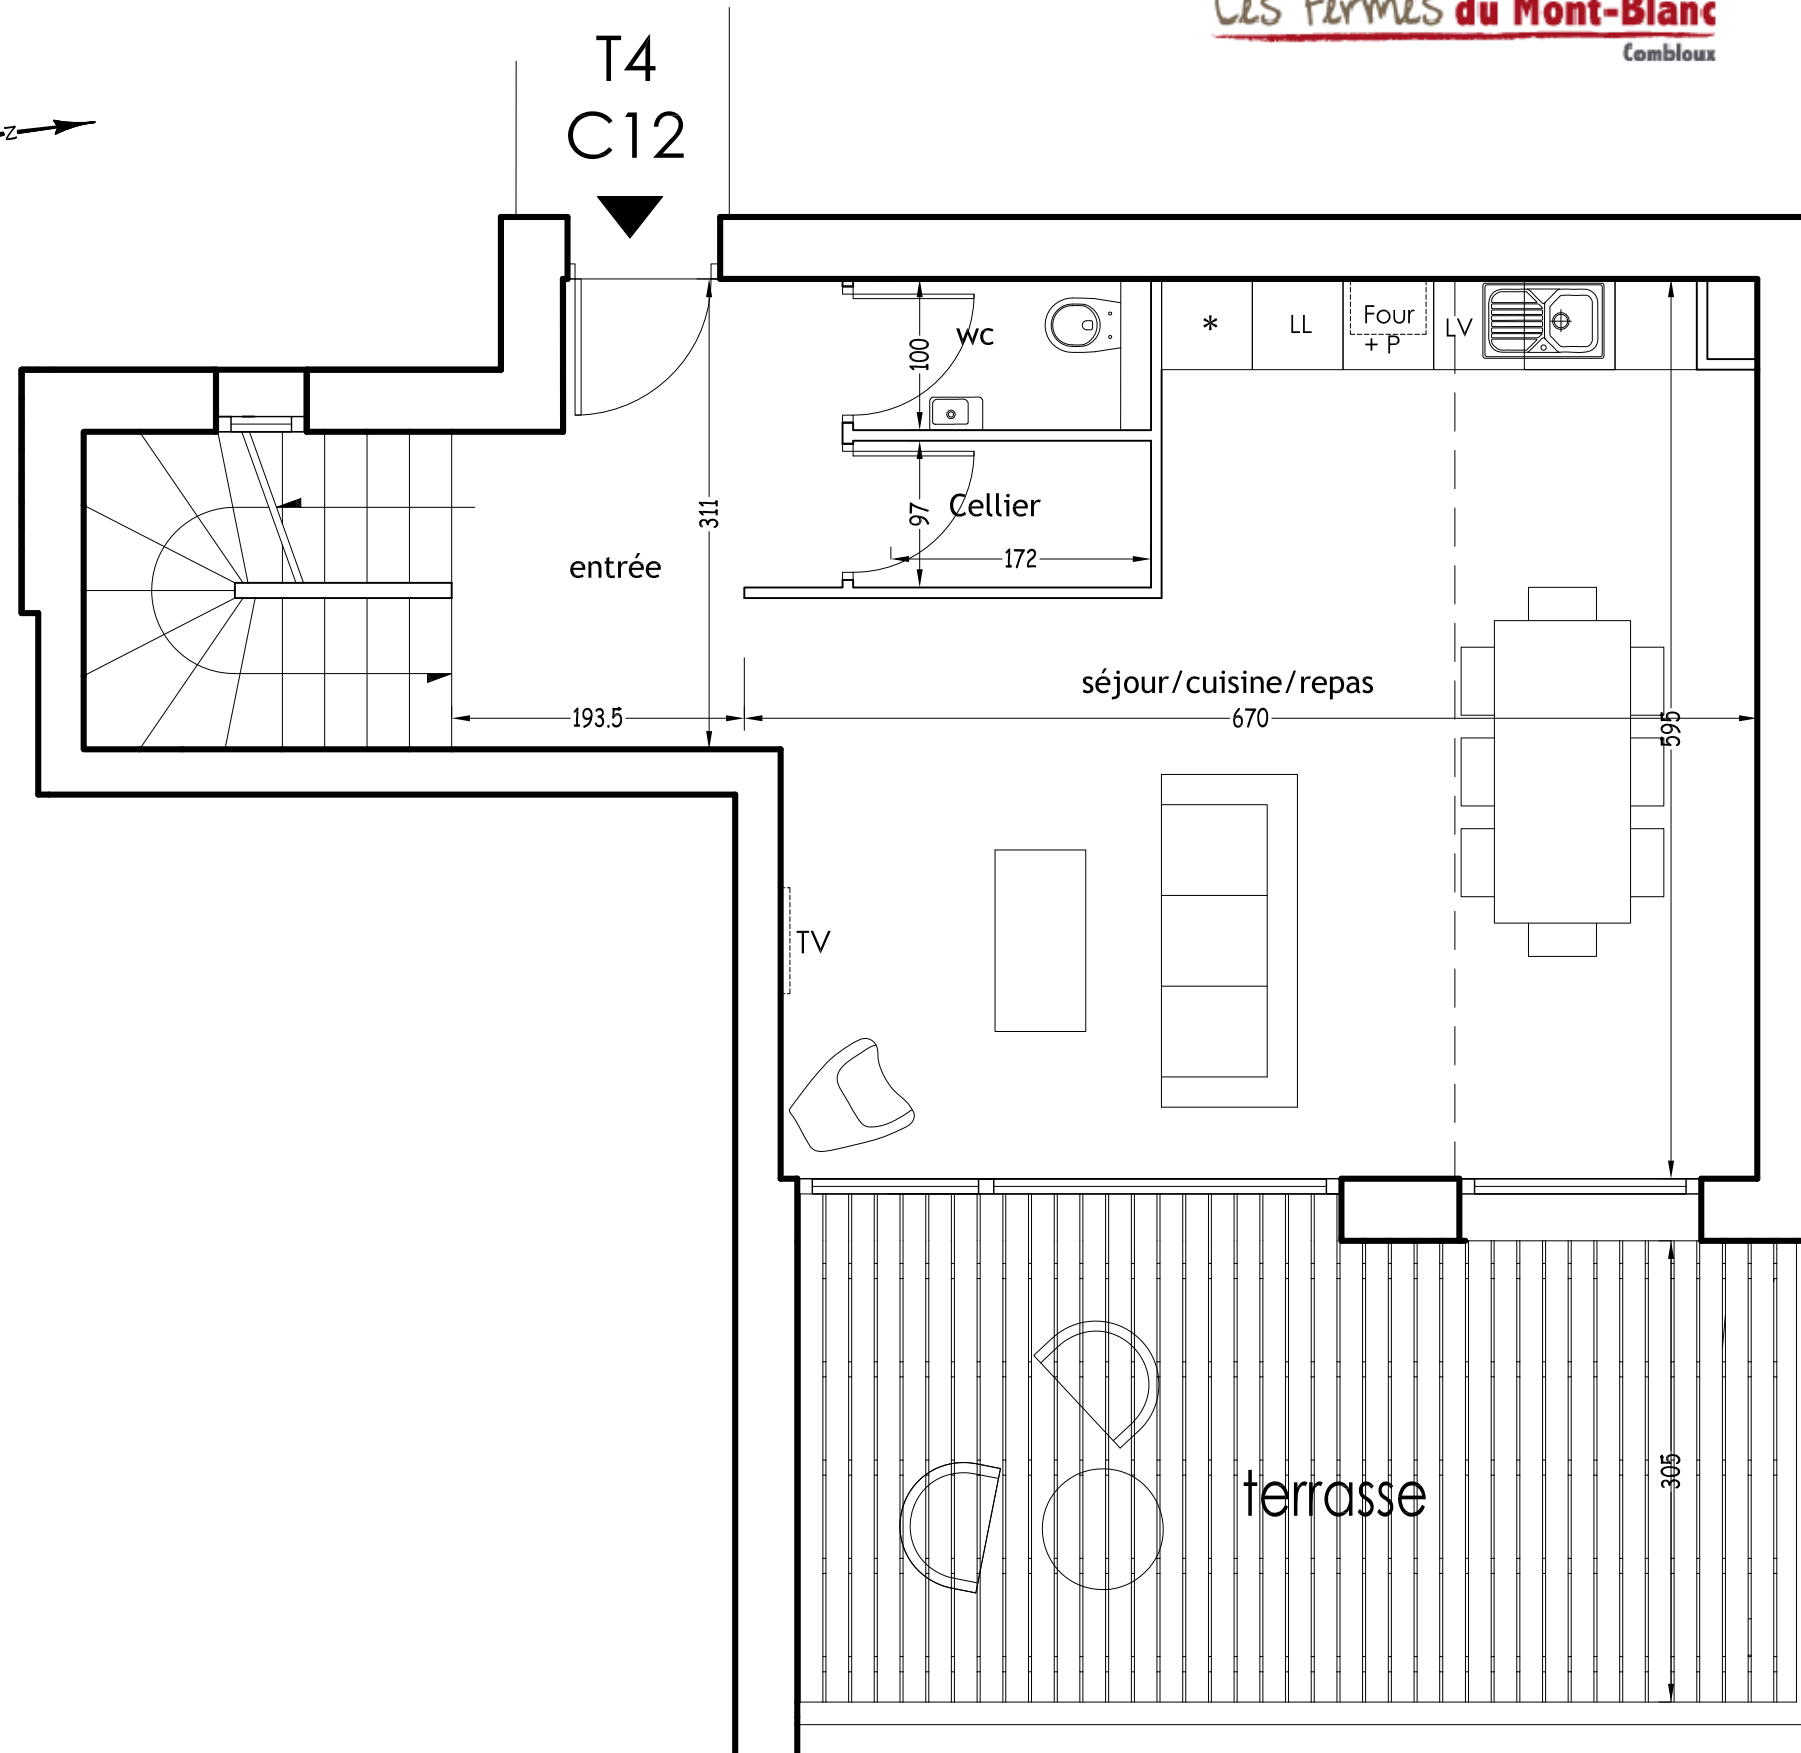 Les Fermes du Mont-Blanc
Combloux
T4
C12
N
wc
100
*
LL
Four
+ P
LV
Cellier
97
172
311
entrée
séjour/cuisine/repas
193.5
670
595
TV
terrasse
305